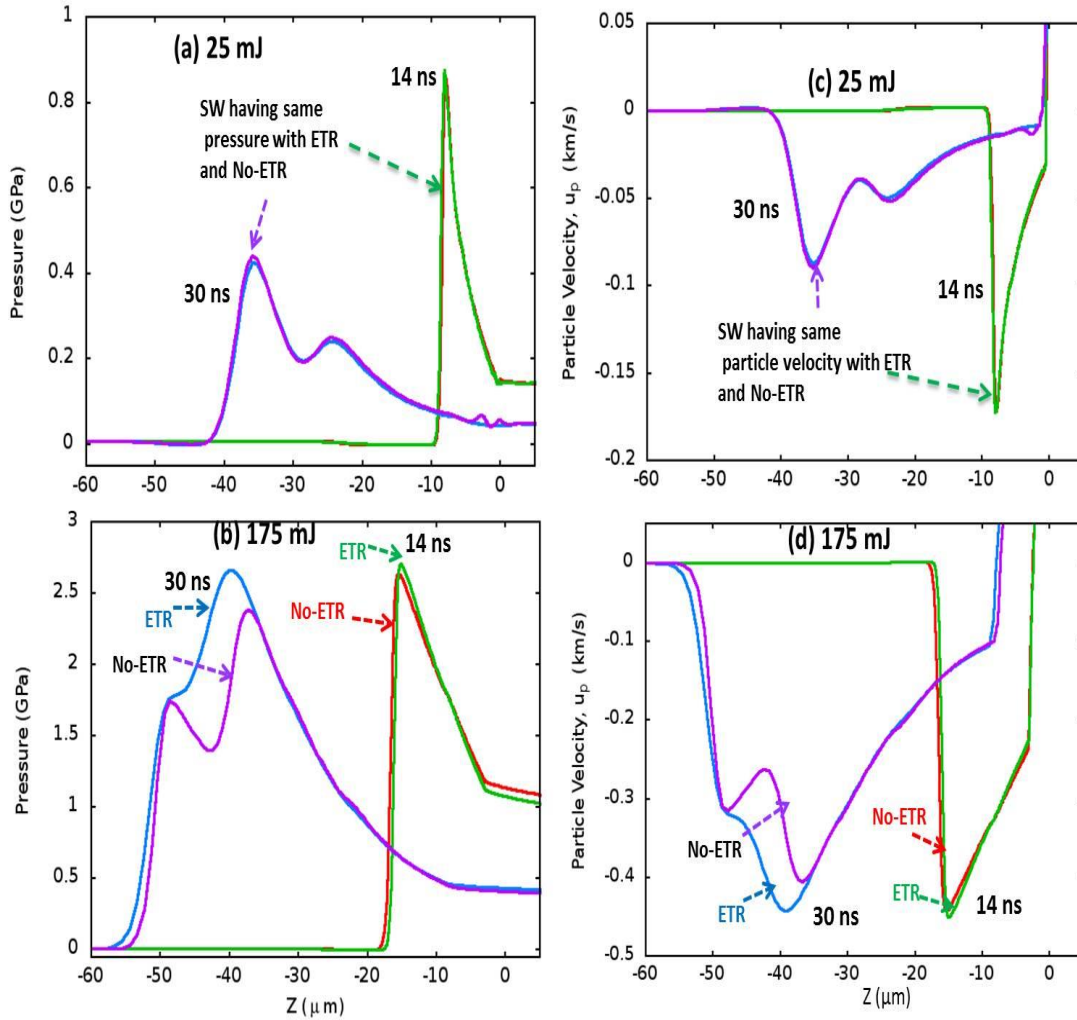 (a) 25 mJ
14 ns
SW having same
pressure with ETR
and No-ETR
30 ns
Pressure (GPa)
1
0.8
0.6
0.4
0.2
0
-60 -50 -40 -30 -20 -10 0
(c) 25 mJ
30 ns
14 ns
SW having same
particle velocity with ETR
and No-ETR
Particle Velocity, up (km/s)
0.05
0
-0.05
-0.1
-0.15
-0.2
-60 -50 -40 -30 -20 -10 0
(b) 175 mJ
30 ns
ETR
No-ETR
ETR
14 ns
No-ETR
Pressure (GPa)
3
2.5
2
1.5
1
0.5
0
-60 -50 -40 -30 -20 -10 0
Z (μm)
(d) 175 mJ
No-ETR
ETR
30 ns
No-ETR
ETR
14 ns
Particle Velocity, up (km/s)
0
-0.1
-0.2
-0.3
-0.4
-0.5
-60 -50 -40 -30 -20 -10 0
Z (μm)